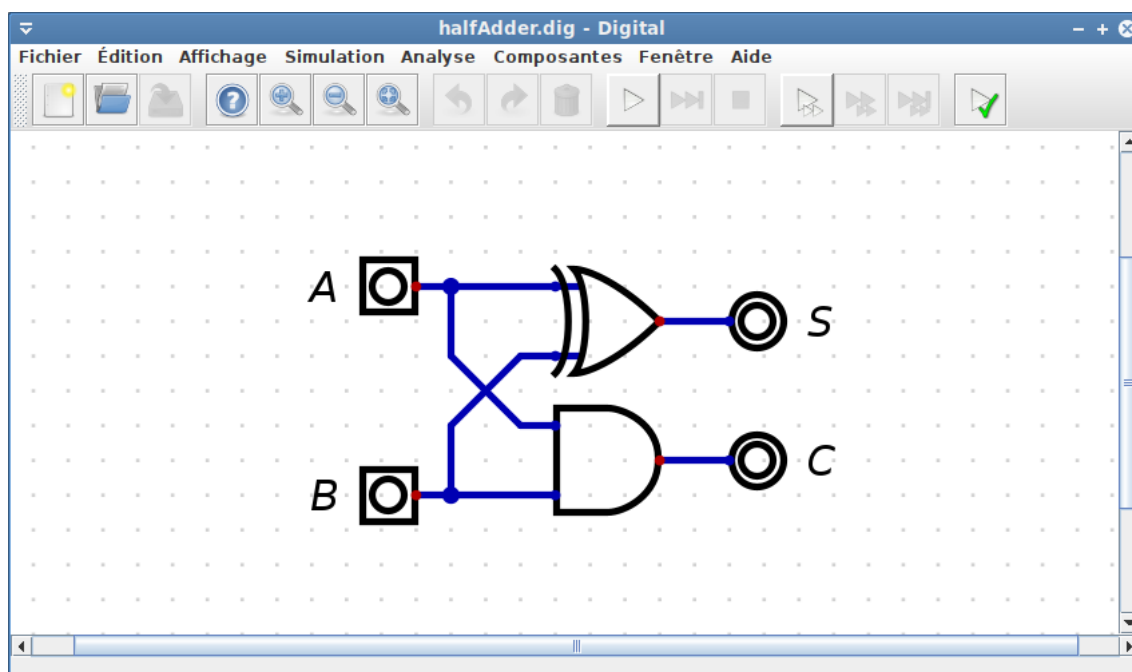 halfAdder.dig - Digital
Fichier Édition Affichage Simulation Analyse Composantes Fenêtre Aide
A
S
B
C